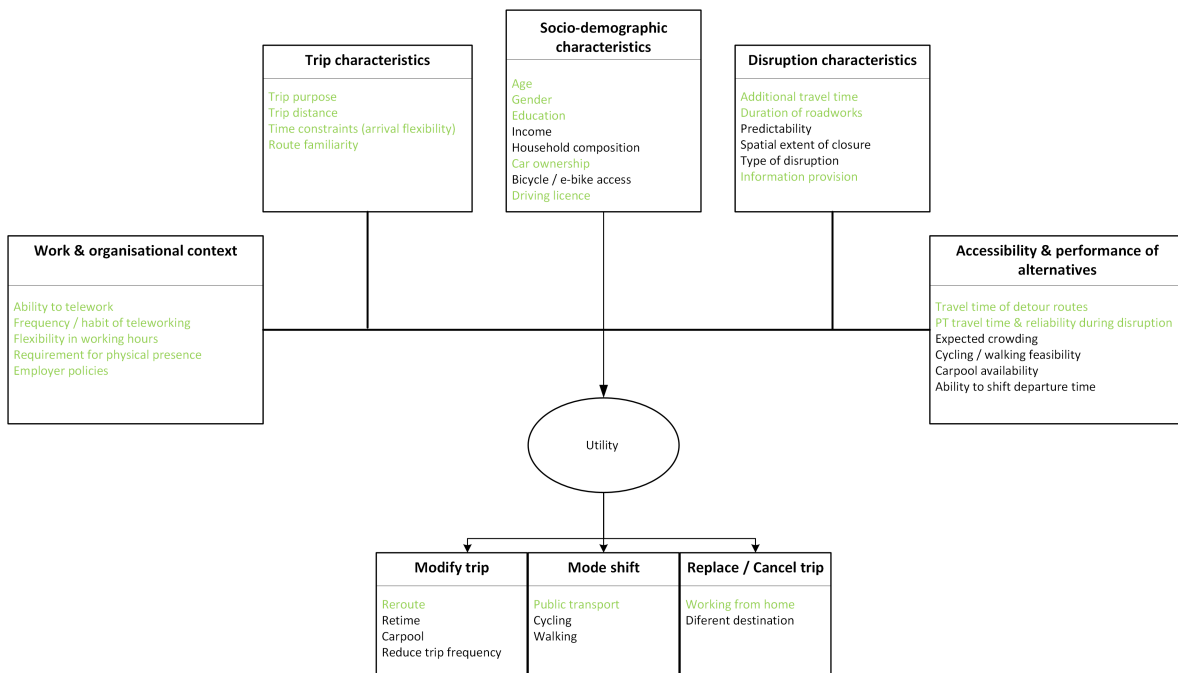 Socio-demographic
characteristics
Age
Gender
Education
Income
Household composition
Car ownership
Bicycle / e-bike access
Driving licence
Trip characteristics
Trip purpose
Trip distance
Time constraints (arrival flexibility)
Route familiarity
Disruption characteristics
Additional travel time
Duration of roadworks
Predictability
Spatial extent of closure
Type of disruption
Information provision
Work & organisational context
Ability to telework
Frequency / habit of teleworking
Flexibility in working hours
Requirement for physical presence
Employer policies
Accessibility & performance of
alternatives
Travel time of detour routes
PT travel time & reliability during disruption
Expected crowding
Cycling / walking feasibility
Carpool availability
Ability to shift departure time
Utility
Modify trip
Reroute
Retime
Carpool
Reduce trip frequency
Mode shift
Public transport
Cycling
Walking
Replace / Cancel trip
Working from home
Diferent destination